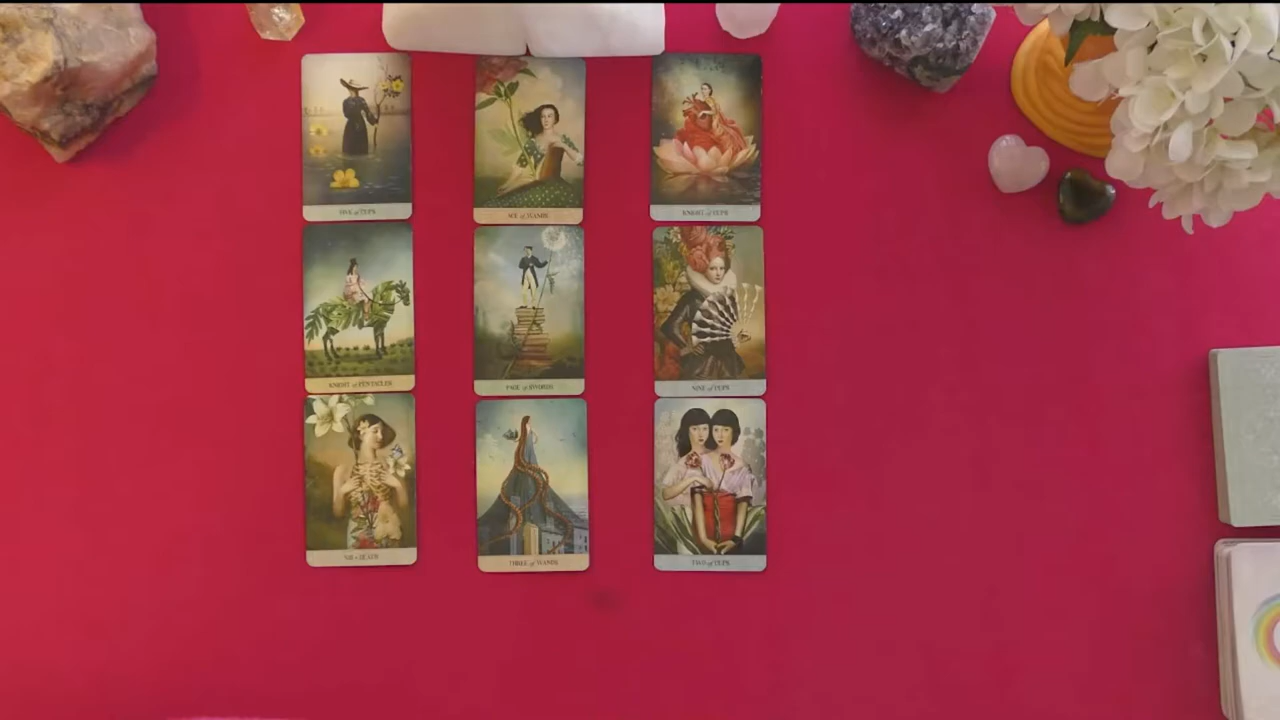 FIVE of CUPS
SIX of WANDS
KNIGHT of CUPS
KNIGHT of PENTACLES
PAGE of SWORDS
NINE of CUPS
THREE of WANDS
TWO of CUPS